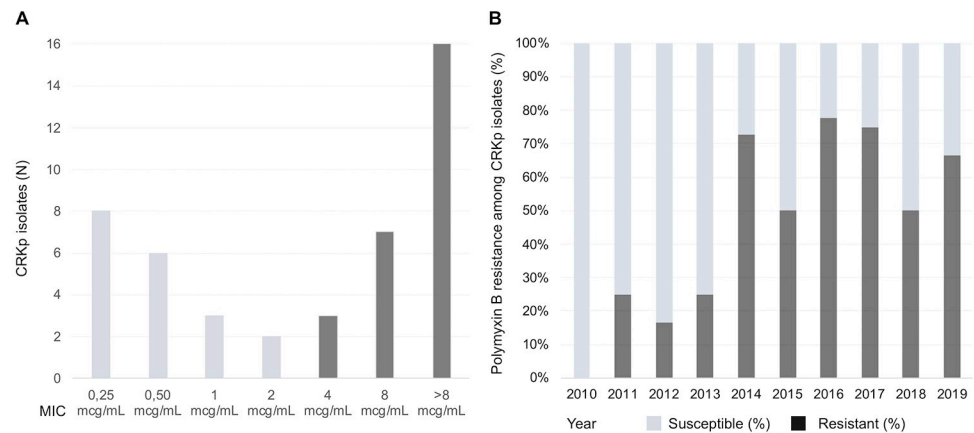 A
CRKp isolates (N)
16
14
12
10
8
6
4
2
0
0,25 0,50 1 2 4 8 >8
MIC mcg/mL mcg/mL mcg/mL mcg/mL mcg/mL mcg/mL mcg/mL
B
Polymyxin B resistance among CRKp isolates (%)
100%
90%
80%
70%
60%
50%
40%
30%
20%
10%
0%
2010 2011 2012 2013 2014 2015 2016 2017 2018 2019
Year Susceptible (%) Resistant (%)